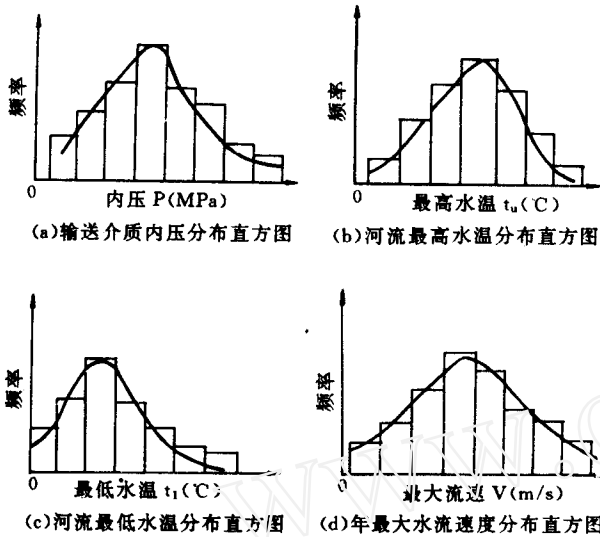 频率
0
内压 P(MPa)
(a)输送介质内压分布直方图
频率
0
最高水温 tu(℃)
(b)河流最高水温分布直方图
频率
0
最低水温 t1(℃)
(c)河流最低水温分布直方图
频率
0
最大流速 V(m/s)
(d)年最大水流速度分布直方图
www.